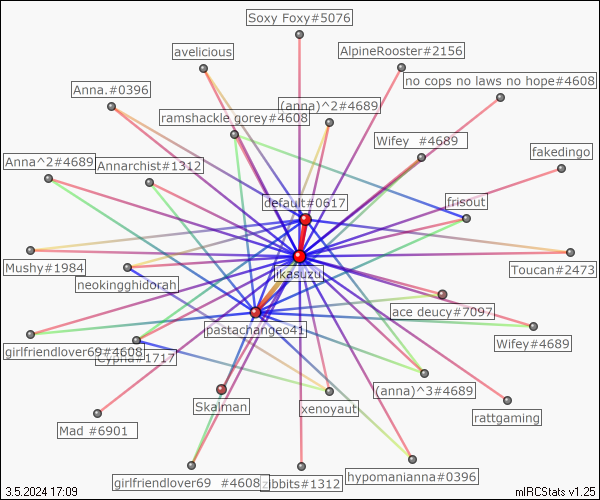 Soxy Foxy#5076
avelicious
AlpineRooster#2156
no cops no laws no hope#4608
Anna.#0396
(anna)^2#4689
ramshackle gorey#4608
Wifey  #4689
fakedingo
Anna^2#4689
Annarchist#1312
default#0617
frisout
Mushy#1984
neokingghidorah
ikasuzu
Toucan#2473
ace deucy#7097
pastachangeo41
Wifey#4689
girlfriendlover69#4608
#1717
(anna)^3#4689
Skalman
xenoyaut
rattgaming
Mad #6901
hypomanianna#0396
girlfriendlover69  #4608
zibbits#1312
3.5.2024 17:09
mIRCStats v1.25